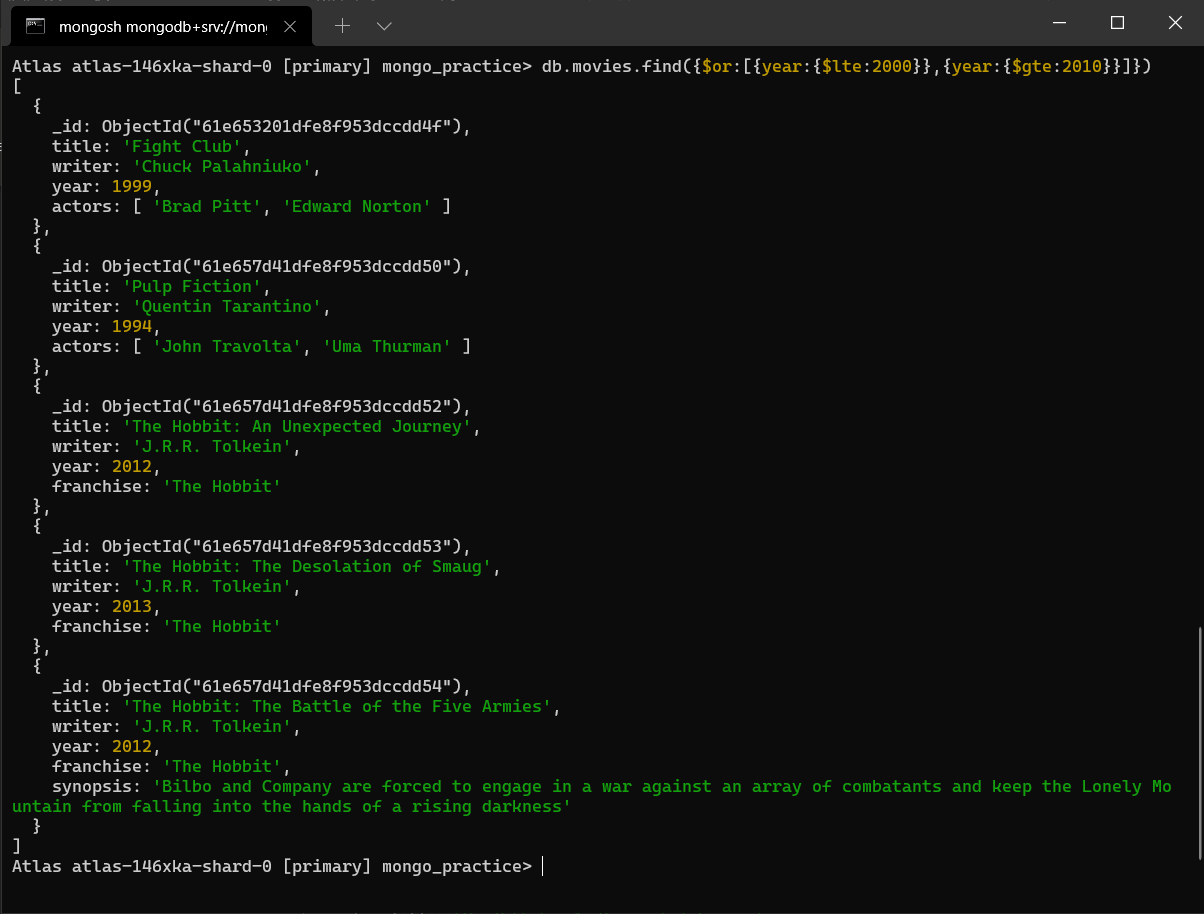 mongosh mongodb+srv://mon
Atlas atlas-146xka-shard-0 [primary] mongo_practice> db.movies.find({$or:[{year:{$lte:2000}},{year:{$gte:2010}}]})
[
  {
    _id: ObjectId("61e653201dfe8f953dccdd4f"),
    title: 'Fight Club',
    writer: 'Chuck Palahniuko',
    year: 1999,
    actors: [ 'Brad Pitt', 'Edward Norton' ]
  },
  {
    _id: ObjectId("61e657d41dfe8f953dccdd50"),
    title: 'Pulp Fiction',
    writer: 'Quentin Tarantino',
    year: 1994,
    actors: [ 'John Travolta', 'Uma Thurman' ]
  },
  {
    _id: ObjectId("61e657d41dfe8f953dccdd52"),
    title: 'The Hobbit: An Unexpected Journey',
    writer: 'J.R.R. Tolkein',
    year: 2012,
    franchise: 'The Hobbit'
  },
  {
    _id: ObjectId("61e657d41dfe8f953dccdd53"),
    title: 'The Hobbit: The Desolation of Smaug',
    writer: 'J.R.R. Tolkein',
    year: 2013,
    franchise: 'The Hobbit'
  },
  {
    _id: ObjectId("61e657d41dfe8f953dccdd54"),
    title: 'The Hobbit: The Battle of the Five Armies',
    writer: 'J.R.R. Tolkein',
    year: 2012,
    franchise: 'The Hobbit',
    synopsis: 'Bilbo and Company are forced to engage in a war against an array of combatants and keep the Lonely Mo
untain from falling into the hands of a rising darkness'
  }
]
Atlas atlas-146xka-shard-0 [primary] mongo_practice>